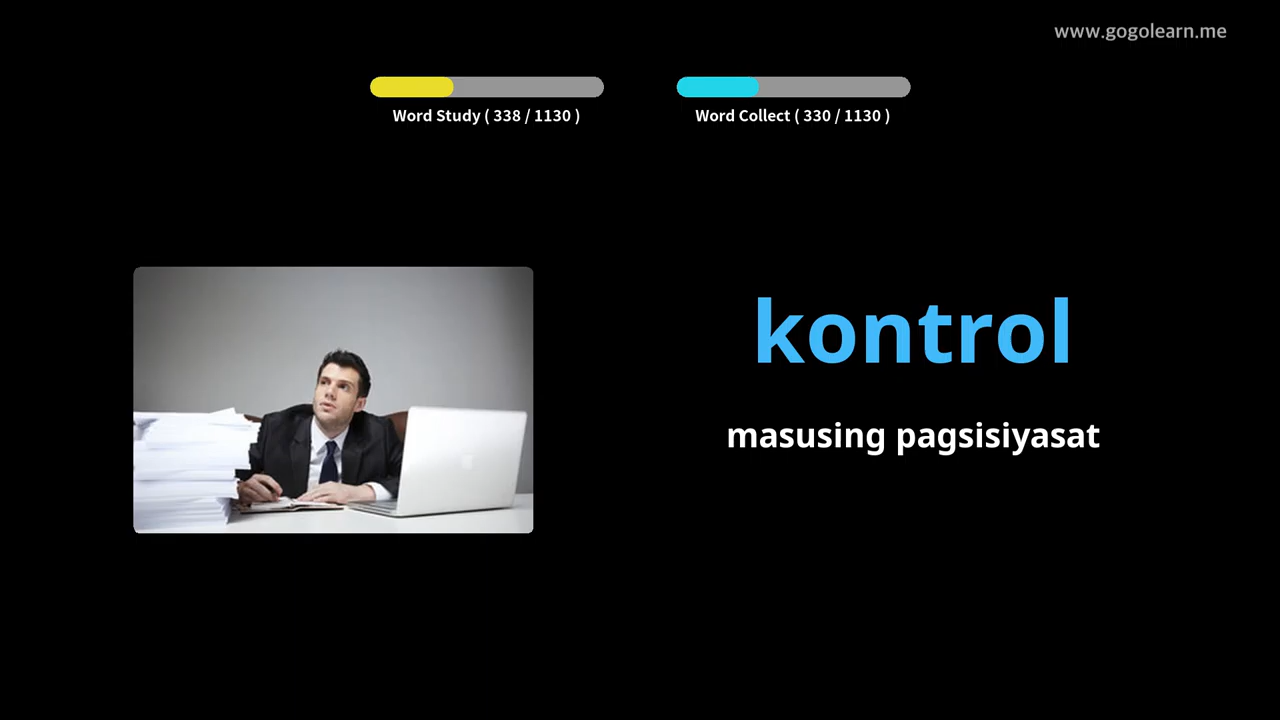 www.gogolearn.me
Word Study ( 338 / 1130 )
Word Collect ( 330 / 1130 )
kontrol
masusing pagsisiyasat